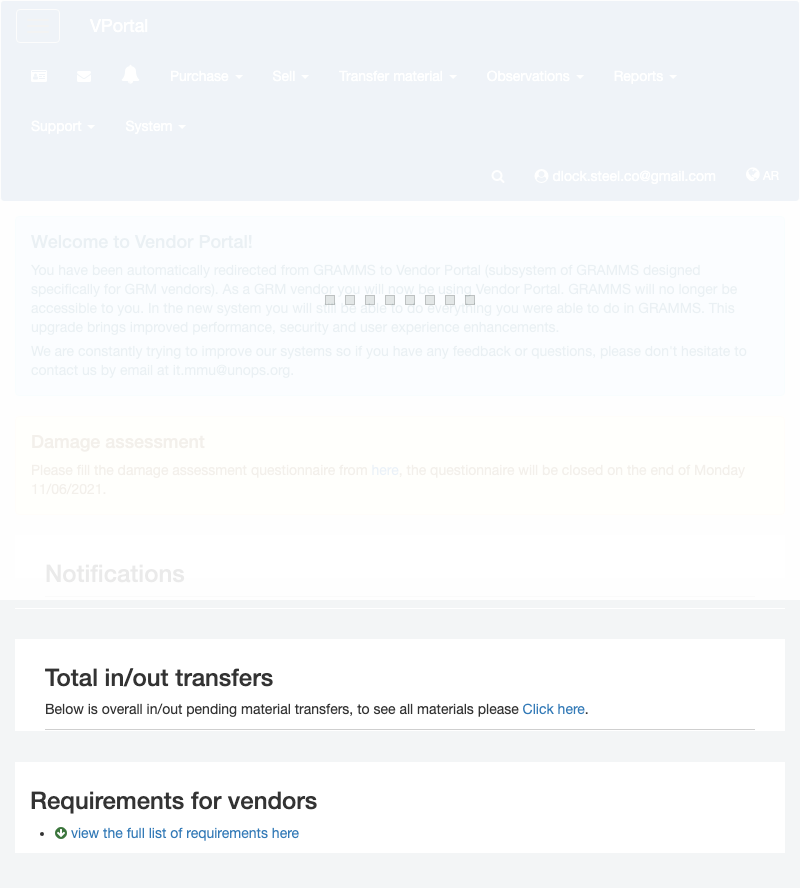 VPortal
Purchase Sell Transfer material Observations Reports
Support System
dlock.steel.co@gmail.com AR
Welcome to Vendor Portal!
You have been automatically redirected from GRAMMS to Vendor Portal (subsystem of GRAMMS designed
specifically for GRM vendors). As a GRM vendor you will now be using Vendor Portal. GRAMMS will no longer be
accessible to you. In the new system you will still be able to do everything you were able to do in GRAMMS. This
upgrade brings improved performance, security and user experience enhancements.
We are constantly trying to improve our systems so if you have any feedback or questions, please don't hesitate to
contact us by email at it.mmu@unops.org.
Damage assessment
Please fill the damage assessment questionnaire from here, the questionnaire will be closed on the end of Monday
11/06/2021.
Notifications
Total in/out transfers
Below is overall in/out pending material transfers, to see all materials please Click here.
Requirements for vendors
view the full list of requirements here